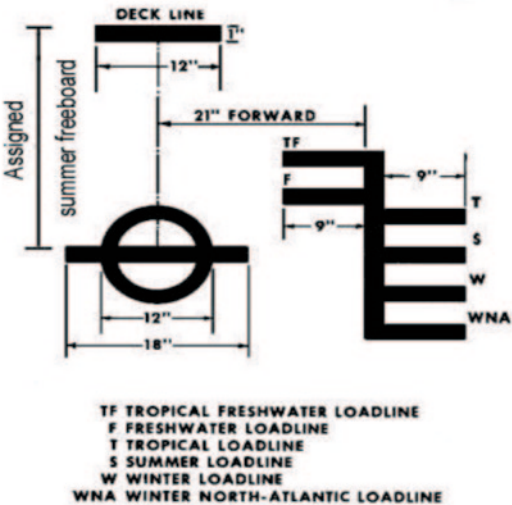 DECK LINE
1"
12"
Assigned
summer freeboard
21" FORWARD
TF
F
9"
9"
T
S
W
WNA
12"
18"
TF TROPICAL FRESHWATER LOADLINE
F FRESHWATER LOADLINE
T TROPICAL LOADLINE
S SUMMER LOADLINE
W WINTER LOADLINE
WNA WINTER NORTH-ATLANTIC LOADLINE